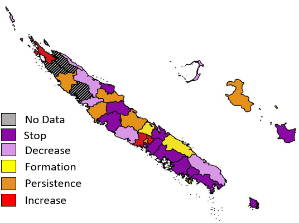 No Data
Stop
Decrease
Formation
Persistence
Increase